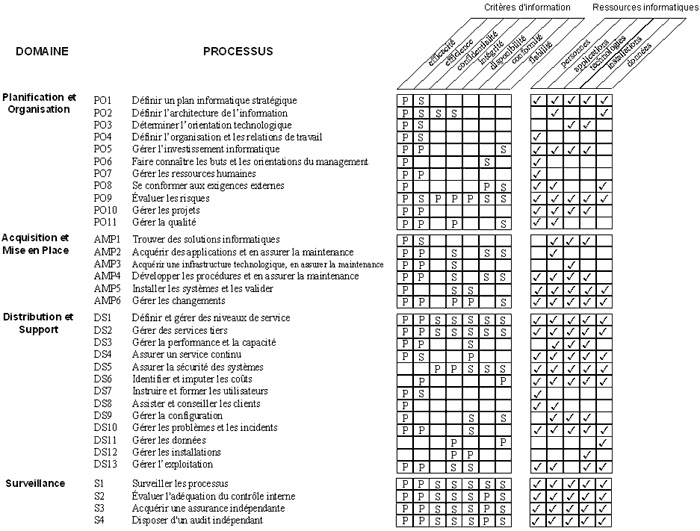 Critères d'information Ressources informatiques
DOMAINE PROCESSUS
efficacité
efficience
confidentialité
intégrité
disponibilité
conformité
fiabilité
personnes
applications
technologies
installations
données
Planification et
Organisation
PO1 Définir un plan informatique stratégique P S ✓ ✓ ✓ ✓ ✓
PO2 Définir l'architecture de l'information P S S S ✓ ✓
PO3 Déterminer l'orientation technologique P S ✓ ✓
PO4 Définir l'organisation et les relations de travail P S ✓
PO5 Gérer l'investissement informatique P P S ✓ ✓ ✓ ✓
PO6 Faire connaître les buts et les orientations du management P S ✓
PO7 Gérer les ressources humaines P P ✓
PO8 Se conformer aux exigences externes P P S ✓ ✓ ✓
PO9 Évaluer les risques P S P P P S S ✓ ✓ ✓ ✓ ✓
PO10 Gérer les projets P P ✓ ✓ ✓ ✓
PO11 Gérer la qualité P P P S ✓ ✓
Acquisition et
Mise en Place
AMP1 Trouver des solutions informatiques P S ✓ ✓ ✓
AMP2 Acquérir des applications et en assurer la maintenance P P S S S ✓
AMP3 Acquérir une infrastructure technologique, en assurer la maintenance P P S ✓
AMP4 Développer les procédures et en assurer la maintenance P P S S S ✓ ✓ ✓ ✓
AMP5 Installer les systèmes et les valider P S S ✓ ✓ ✓ ✓ ✓
AMP6 Gérer les changements P P P P S ✓ ✓ ✓ ✓ ✓
Distribution et
Support
DS1 Définir et gérer des niveaux de service P P S S S S S ✓ ✓ ✓ ✓ ✓
DS2 Gérer des services tiers P P S S S S S ✓ ✓ ✓ ✓ ✓
DS3 Gérer la performance et la capacité P P S ✓ ✓ ✓
DS4 Assurer un service continu P S P ✓ ✓ ✓ ✓ ✓
DS5 Assurer la sécurité des systèmes P P S S S ✓ ✓ ✓ ✓ ✓
DS6 Identifier et imputer les coûts P P ✓ ✓ ✓ ✓ ✓
DS7 Instruire et former les utilisateurs P S ✓
DS8 Assister et conseiller les clients P ✓ ✓
DS9 Gérer la configuration P S S ✓ ✓ ✓
DS10 Gérer les problèmes et les incidents P P S ✓ ✓ ✓ ✓ ✓
DS11 Gérer les données P P ✓
DS12 Gérer les installations P P ✓
DS13 Gérer l'exploitation P P S S ✓ ✓ ✓ ✓
Surveillance
S1 Surveiller les processus P P S S S S S ✓ ✓ ✓ ✓ ✓
S2 Évaluer l'adéquation du contrôle interne P P S S S P S ✓ ✓ ✓ ✓ ✓
S3 Acquérir une assurance indépendante P P S S S P S ✓ ✓ ✓ ✓ ✓
S4 Disposer d'un audit indépendant P P S S S P S ✓ ✓ ✓ ✓ ✓